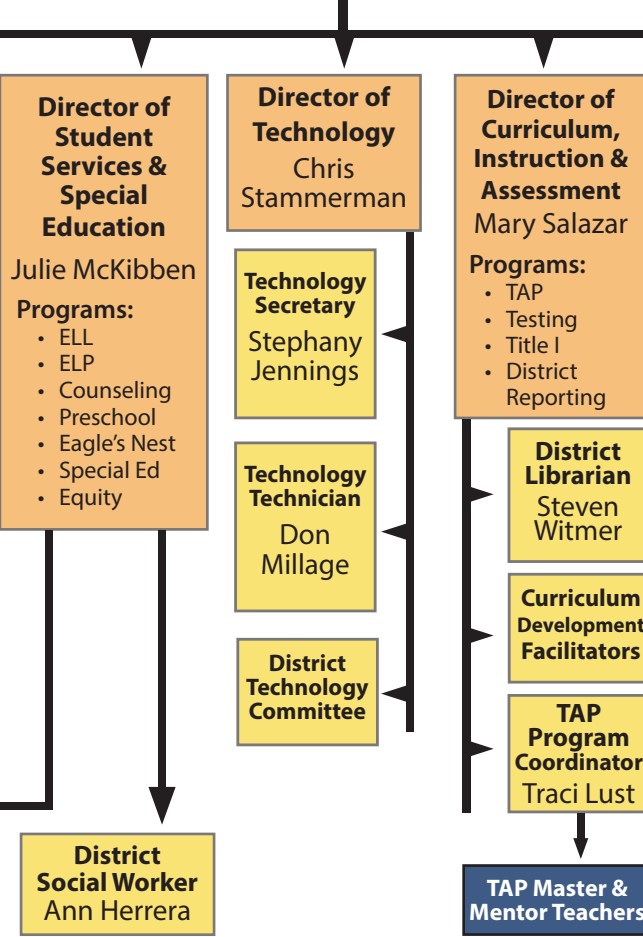 Director of
Student
Services &
Special
Education
Julie McKibben
Programs:
• ELL
• ELP
• Counseling
• Preschool
• Eagle's Nest
• Special Ed
• Equity
District
Social Worker
Ann Herrera
Director of
Technology
Chris
Stammerman
Technology
Secretary
Stephany
Jennings
Technology
Technician
Don
Millage
District
Technology
Committee
Director of
Curriculum,
Instruction &
Assessment
Mary Salazar
Programs:
• TAP
• Testing
• Title I
• District
Reporting
District
Librarian
Steven
Witmer
Curriculum
Development
Facilitators
TAP
Program
Coordinator
Traci Lust
TAP Master &
Mentor Teachers